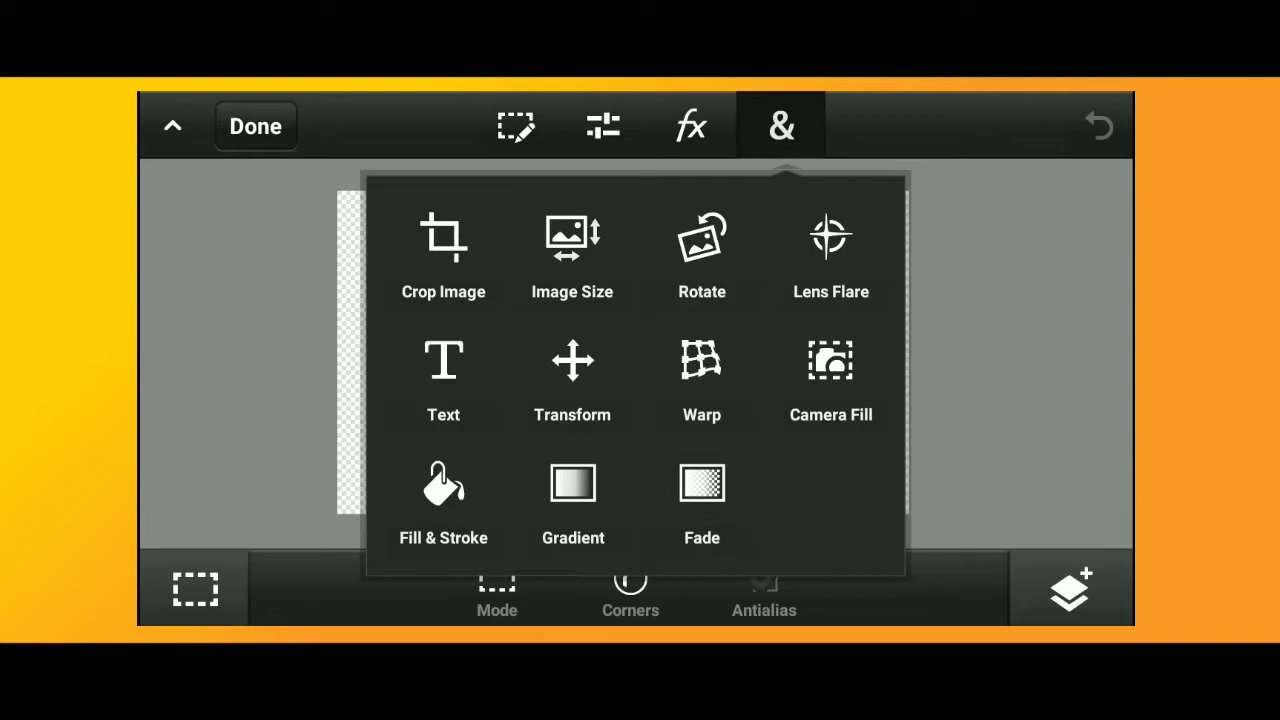 Done fx &
Crop Image Image Size Rotate Lens Flare
T
Text Transform Warp Camera Fill
Fill & Stroke Gradient Fade
Mode Corners Antialias